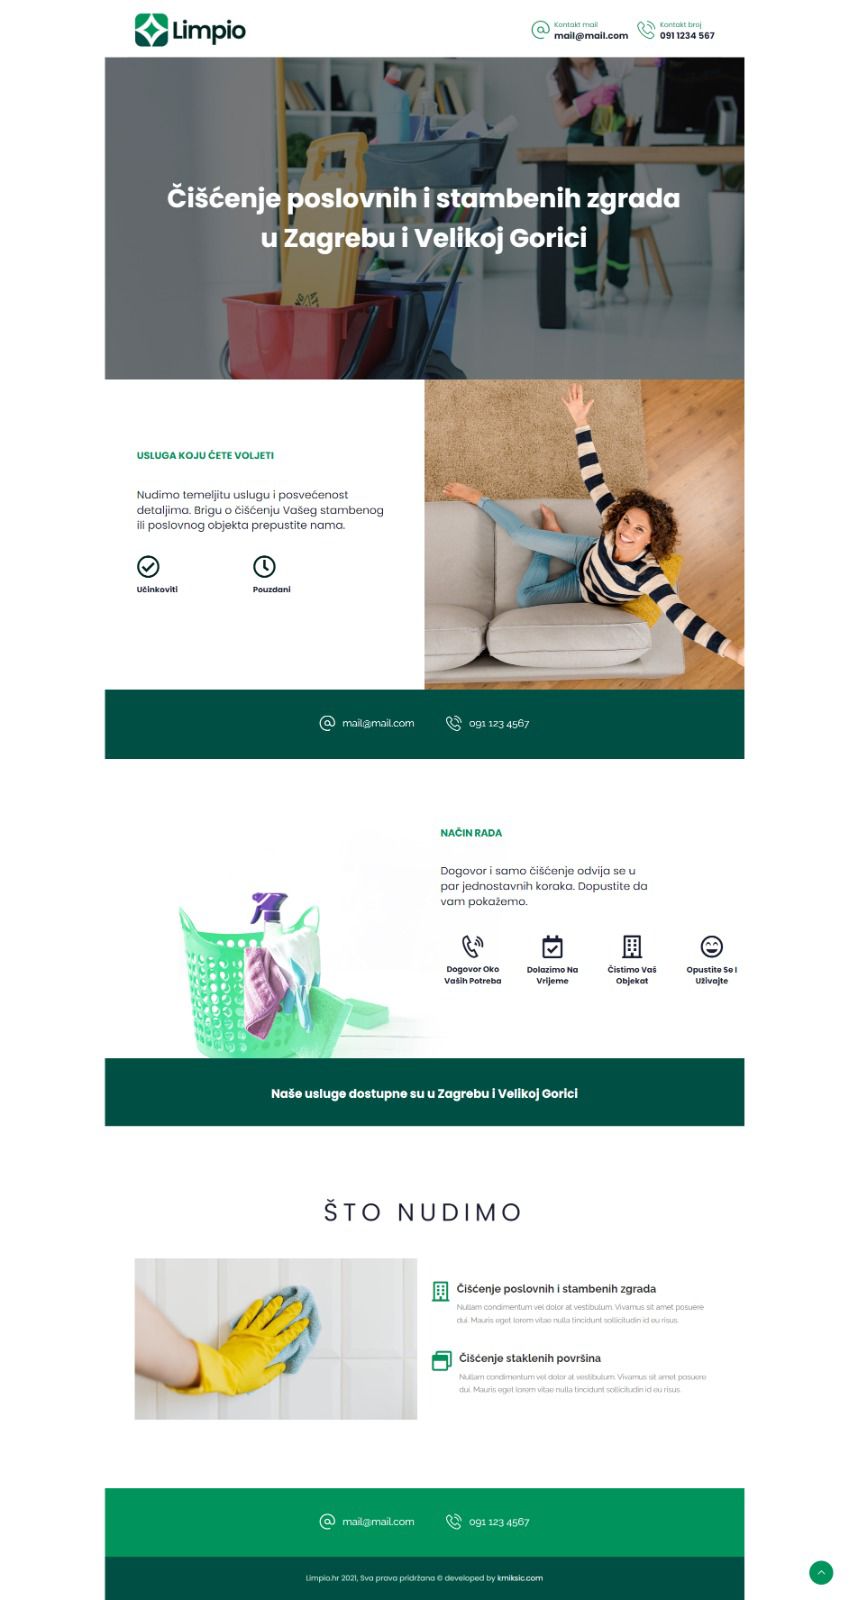 Limpio
Kontakt mail
mail@mail.com
Kontakt broj
091 1234 567
Čišćenje poslovnih i stambenih zgrada
u Zagrebu i Velikoj Gorici
USLUGA KOJU ĆETE VOLJETI
Nudimo temeljitu uslugu i posvećenost
detaljima. Brigu o čišćenju Vašeg stambenog
ili poslovnog objekta prepustite nama.
Učinkoviti
Pouzdani
mail@mail.com
091 123 4567
NAČIN RADA
Dogovor i samo čišćenje odvija se u
par jednostavnih koraka. Dopustite da
vam pokažemo.
Dogovor Oko
Vaših Potreba
Dolazimo Na
Vrijeme
Čistimo Vaš
Objekat
Opustite Se I
Uživajte
Naše usluge dostupne su u Zagrebu i Velikoj Gorici
ŠTO NUDIMO
Čišćenje poslovnih i stambenih zgrada
Nullam condimentum vel dolor at vestibulum. Vivamus sit amet posuere
dui. Mauris eget lorem vitae nulla tincidunt sollicitudin id eu risus.
Čišćenje staklenih površina
Nullam condimentum vel dolor at vestibulum. Vivamus sit amet posuere
dui. Mauris eget lorem vitae nulla tincidunt sollicitudin id eu risus.
mail@mail.com
091 123 4567
Limpio.hr 2021, Sva prava pridržana © developed by kmiksic.com